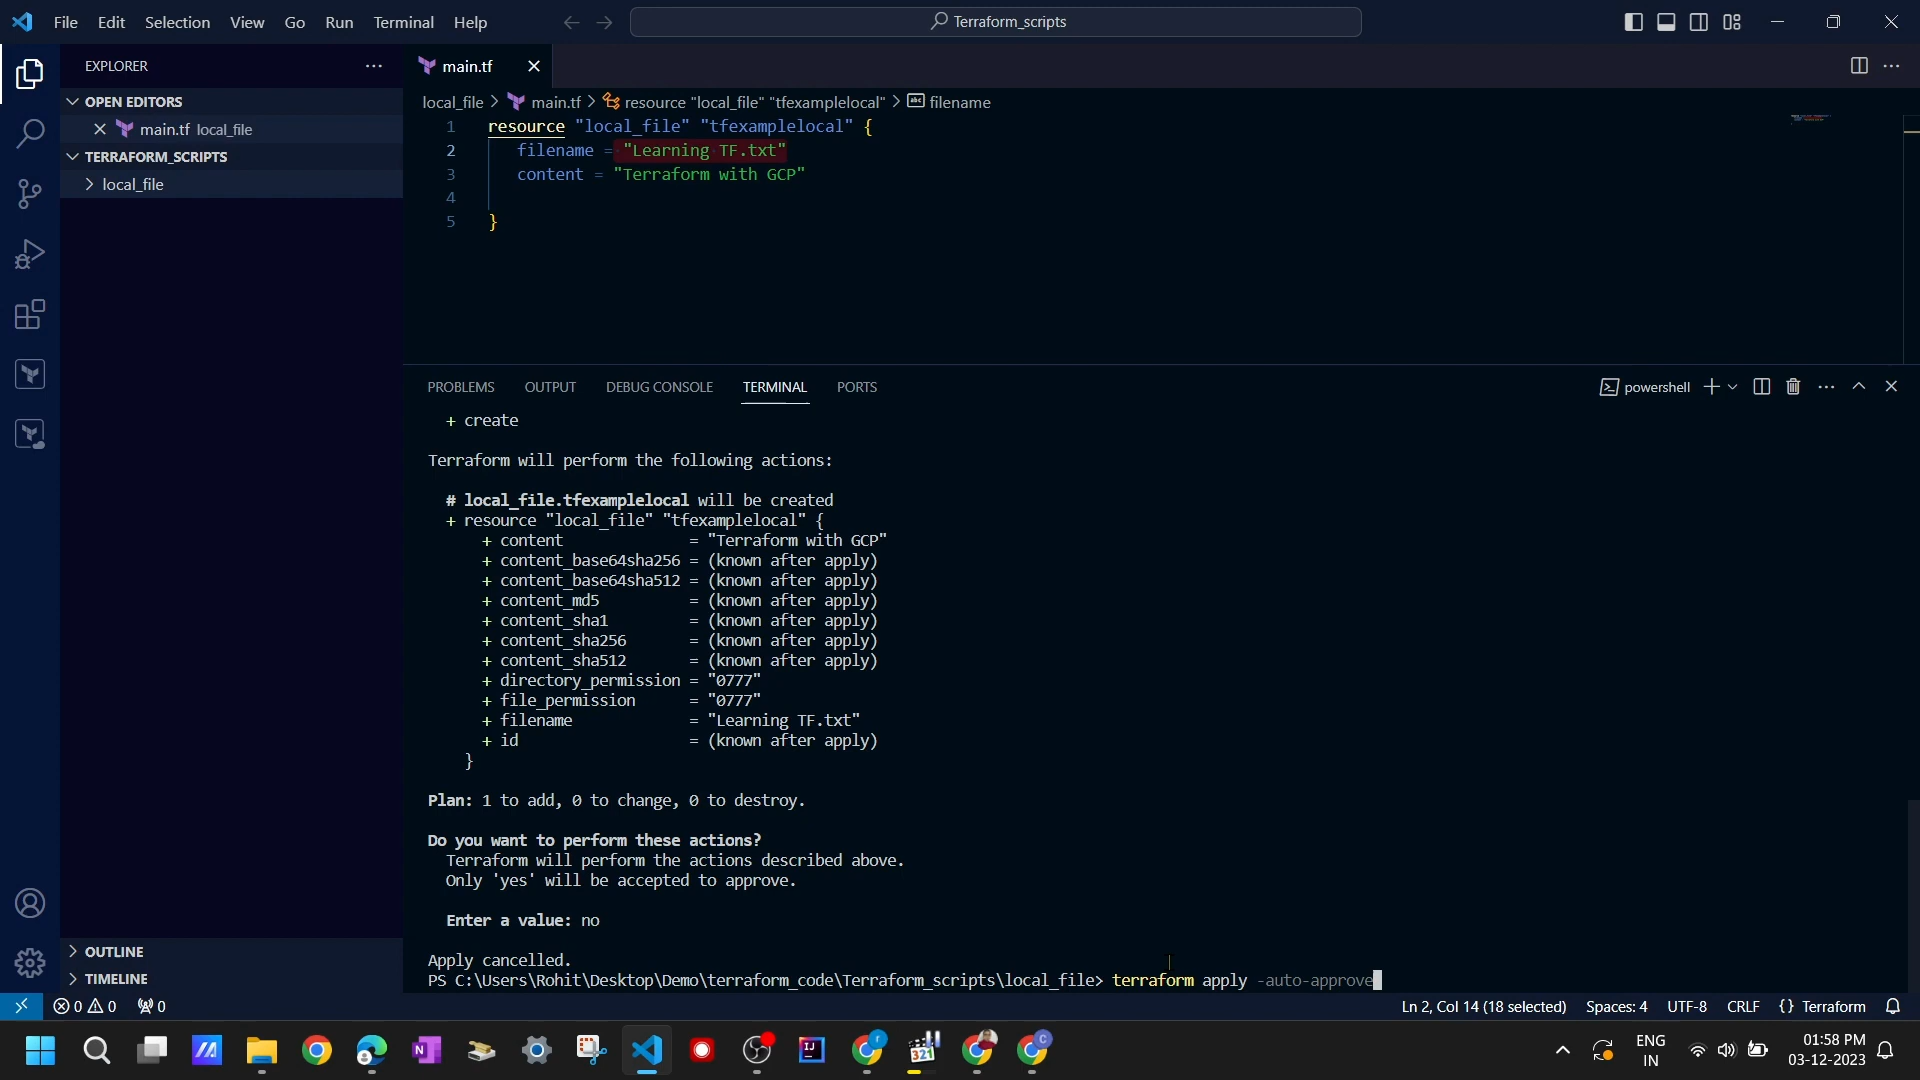 File Edit Selection View Go Run Terminal Help
Terraform_scripts
EXPLORER
OPEN EDITORS
main.tf local_file
TERRAFORM_SCRIPTS
local_file
OUTLINE
TIMELINE
main.tf
local_file > main.tf > resource "local_file" "tfexamplelocal" > filename
1 resource "local_file" "tfexamplelocal" {
2 filename = "Learning TF.txt"
3 content = "Terraform with GCP"
4
5 }
PROBLEMS OUTPUT DEBUG CONSOLE TERMINAL PORTS
powershell
+ create
Terraform will perform the following actions:
# local_file.tfexamplelocal will be created
+ resource "local_file" "tfexamplelocal" {
+ content = "Terraform with GCP"
+ content_base64sha256 = (known after apply)
+ content_base64sha512 = (known after apply)
+ content_md5 = (known after apply)
+ content_sha1 = (known after apply)
+ content_sha256 = (known after apply)
+ content_sha512 = (known after apply)
+ directory_permission = "0777"
+ file_permission = "0777"
+ filename = "Learning TF.txt"
+ id = (known after apply)
}
Plan: 1 to add, 0 to change, 0 to destroy.
Do you want to perform these actions?
Terraform will perform the actions described above.
Only 'yes' will be accepted to approve.
Enter a value: no
Apply cancelled.
PS C:\Users\Rohit\Desktop\Demo\terraform_code\Terraform_scripts\local_file> terraform apply -auto-approve
0 0 0
Ln 2, Col 14 (18 selected) Spaces: 4 UTF-8 CRLF {} Terraform
ENG
IN
01:58 PM
03-12-2023